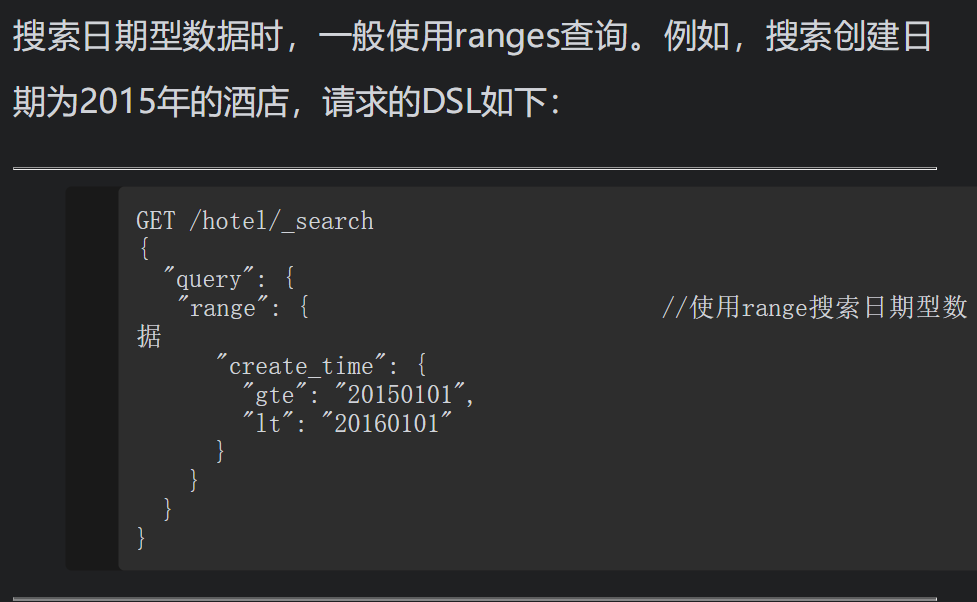 搜索日期型数据时，一般使用ranges查询。例如，搜索创建日
期为2015年的酒店，请求的DSL如下：
GET /hotel/_search
{
  "query": {
   "range": {                          //使用range搜索日期型数
据
      "create_time": {
        "gte": "20150101",
        "lt": "20160101"
      }
    }
  }
}